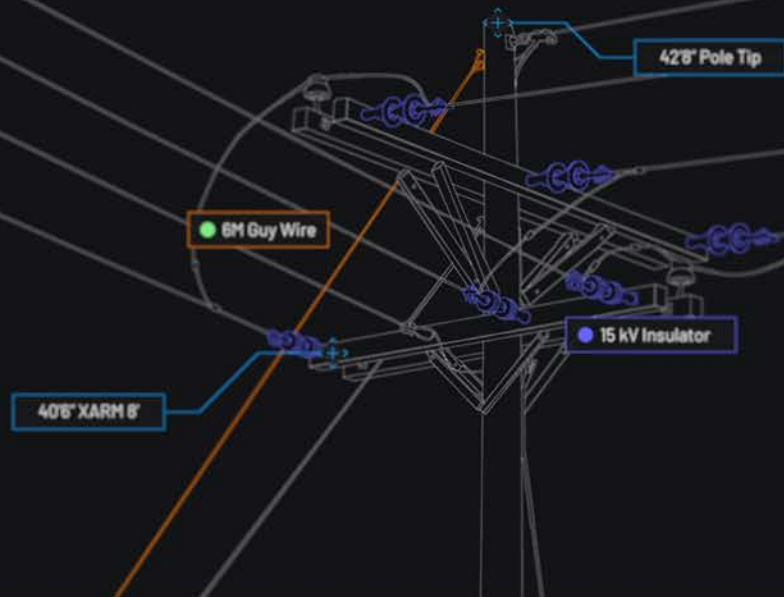 42'8" Pole Tip
6M Guy Wire
15 kV Insulator
40'6" XARM 8'